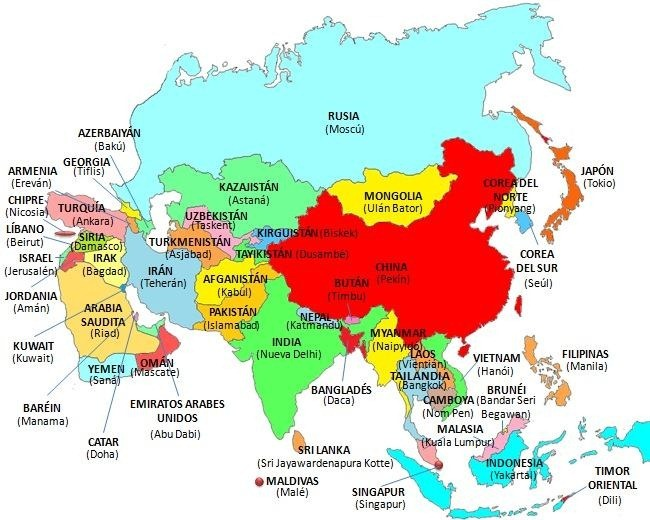 RUSIA
(Moscú)
AZERBAIYÁN
(Bakú)
GEORGIA
(Tiflis)
ARMENIA
(Ereván)
CHIPRE
(Nicosia)
TURQUÍA
(Ankara)
LÍBANO
(Beirut)
SIRIA
(Damasco)
ISRAEL
(Jerusalén)
IRAK
(Bagdad)
JORDANIA
(Amán)
ARABIA
SAUDITA
(Riad)
KUWAIT
(Kuwait)
YEMEN
(Saná)
OMÁN
(Mascate)
BARÉIN
(Manama)
EMIRATOS ARABES
UNIDOS
(Abu Dabi)
CATAR
(Doha)
IRÁN
(Teherán)
KAZAJISTÁN
(Astaná)
UZBEKISTÁN
(Taskent)
TURKMENISTÁN
(Asjabad)
KIRGUISTÁN (Biskek)
TAYIKISTÁN (Dusambe)
AFGANISTÁN
(Kabul)
PAKISTÁN
(Islamabad)
MONGOLIA
(Ulán Bator)
CHINA
(Pekín)
COREA DEL
NORTE
(Pionyang)
COREA
DEL SUR
(Seúl)
JAPÓN
(Tokio)
BUTÁN
(Timbu)
NEPAL
(Katmandú)
INDIA
(Nueva Delhi)
BANGLADÉS
(Daca)
MYANMAR
(Naipyido)
LAOS
(Vientián)
TAILANDIA
(Bangkok)
CAMBOYA
(Nom Pen)
VIETNAM
(Hanói)
FILIPINAS
(Manila)
BRUNÉI
(Bandar Seri
Begawan)
MALASIA
(Kuala Lumpur)
SRI LANKA
(Sri Jayawardenapura Kotte)
MALDIVAS
(Malé)
SINGAPUR
(Singapur)
INDONESIA
(Yakarta)
TIMOR
ORIENTAL
(Dili)